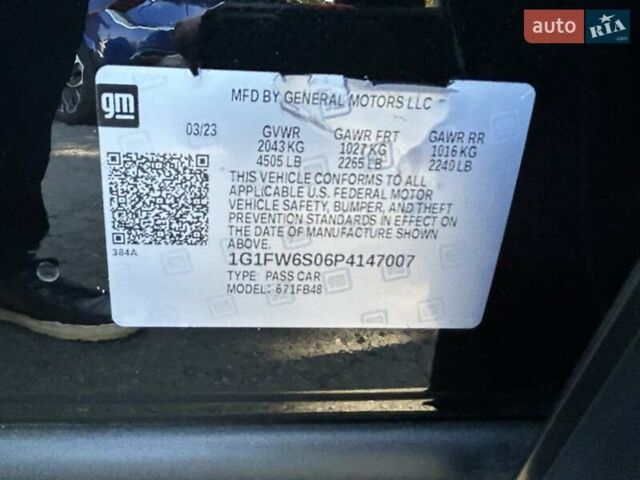 auto RIA.com
gm
MFD BY GENERAL MOTORS LLC
03/23 GVWR GAWR FRT GAWR RR
2043 KG 1027 KG 1016 KG
4505 LB 2265 LB 2240 LB
THIS VEHICLE CONFORMS TO ALL
APPLICABLE U.S. FEDERAL MOTOR
VEHICLE SAFETY, BUMPER, AND THEFT
PREVENTION STANDARDS IN EFFECT ON
THE DATE OF MANUFACTURE SHOWN
ABOVE.
384A
1G1FW6S06P4147007
TYPE: PASS CAR
MODEL: 671FB48